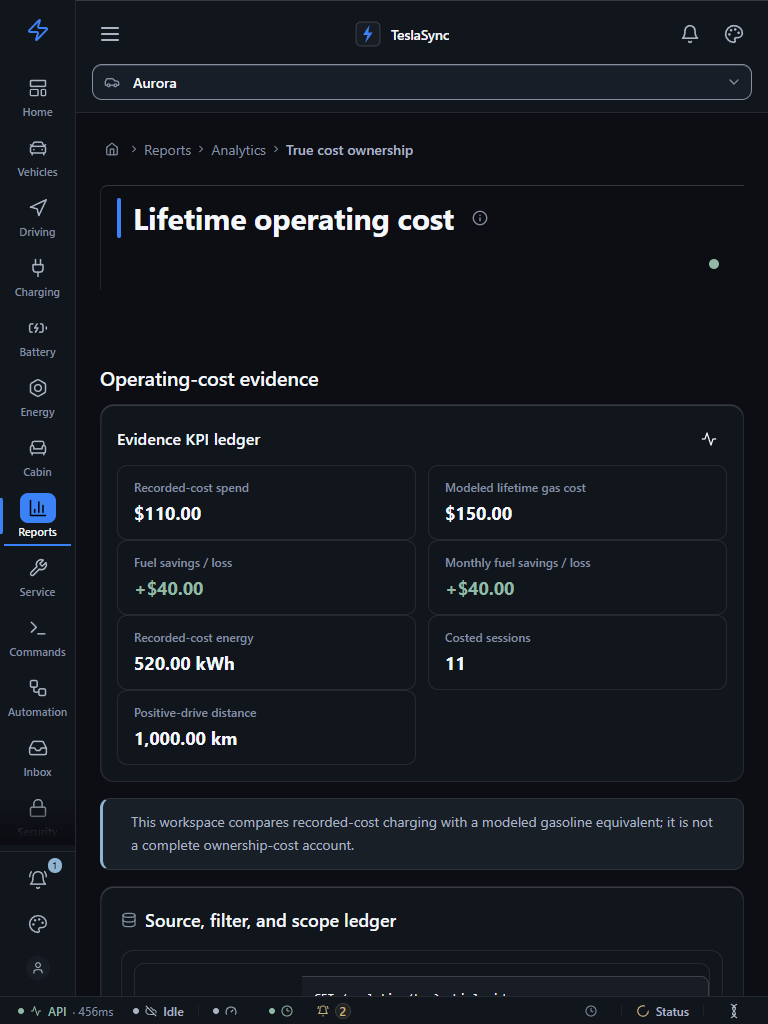 TeslaSync
Aurora
Home
Vehicles
Driving
Charging
Battery
Energy
Cabin
Reports
Service
Commands
Automation
Inbox
Security
1
Reports > Analytics > True cost ownership
Lifetime operating cost
Operating-cost evidence
Evidence KPI ledger
Recorded-cost spend
$110.00
Modeled lifetime gas cost
$150.00
Fuel savings / loss
+$40.00
Monthly fuel savings / loss
+$40.00
Recorded-cost energy
520.00 kWh
Costed sessions
11
Positive-drive distance
1,000.00 km
This workspace compares recorded-cost charging with a modeled gasoline equivalent; it is not
a complete ownership-cost account.
Source, filter, and scope ledger
API · 456ms
Idle
2
Status